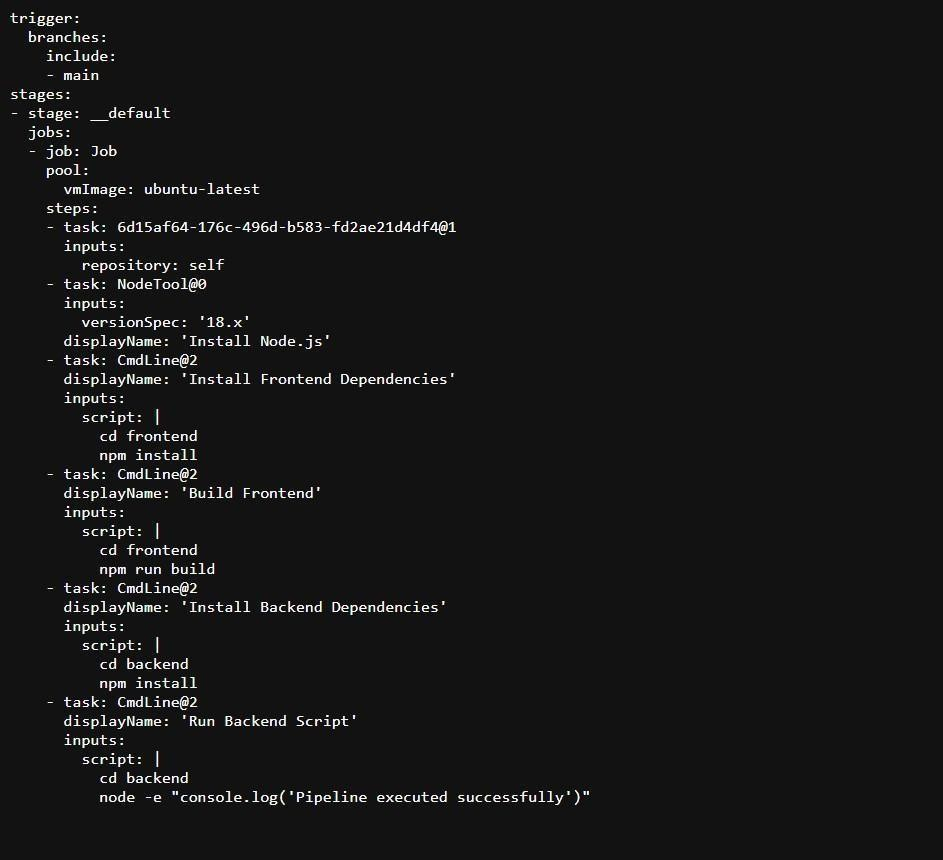 trigger:
  branches:
    include:
    - main
stages:
- stage: __default
  jobs:
  - job: Job
    pool:
      vmImage: ubuntu-latest
    steps:
    - task: 6d15af64-176c-496d-b583-fd2ae21d4df4@1
      inputs:
        repository: self
    - task: NodeTool@0
      inputs:
        versionSpec: '18.x'
      displayName: 'Install Node.js'
    - task: CmdLine@2
      displayName: 'Install Frontend Dependencies'
      inputs:
        script: |
          cd frontend
          npm install
    - task: CmdLine@2
      displayName: 'Build Frontend'
      inputs:
        script: |
          cd frontend
          npm run build
    - task: CmdLine@2
      displayName: 'Install Backend Dependencies'
      inputs:
        script: |
          cd backend
          npm install
    - task: CmdLine@2
      displayName: 'Run Backend Script'
      inputs:
        script: |
          cd backend
          node -e "console.log('Pipeline executed successfully')"